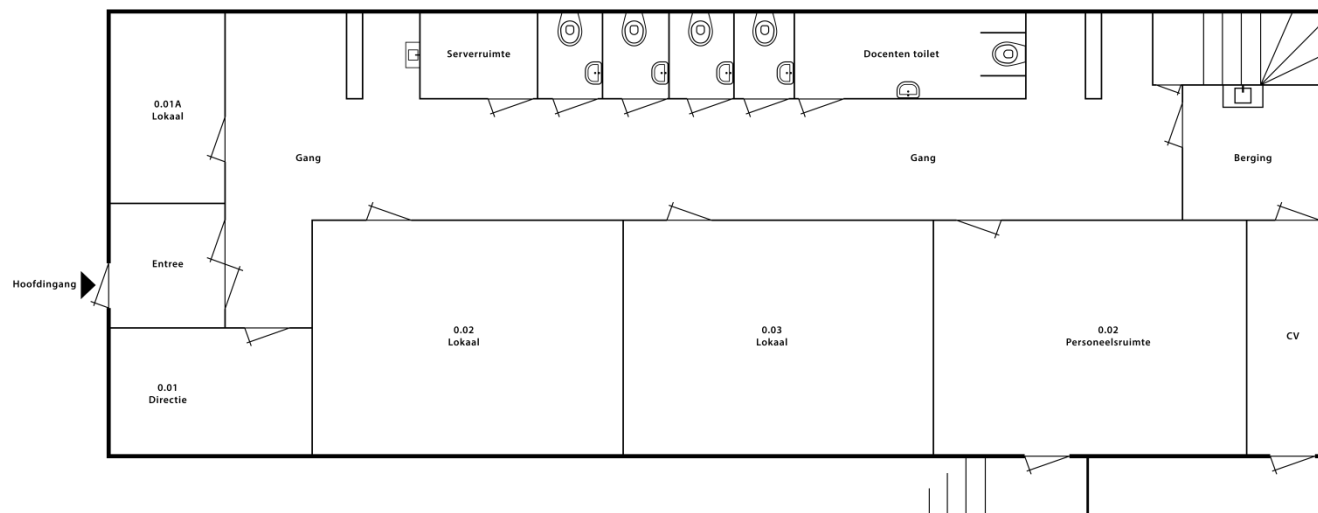 Serverruimte
Docenten toilet
0.01A
Lokaal
Gang
Gang
Berging
Entree
Hoofdingang
0.02
Lokaal
0.03
Lokaal
0.02
Personeelsruimte
CV
0.01
Directie